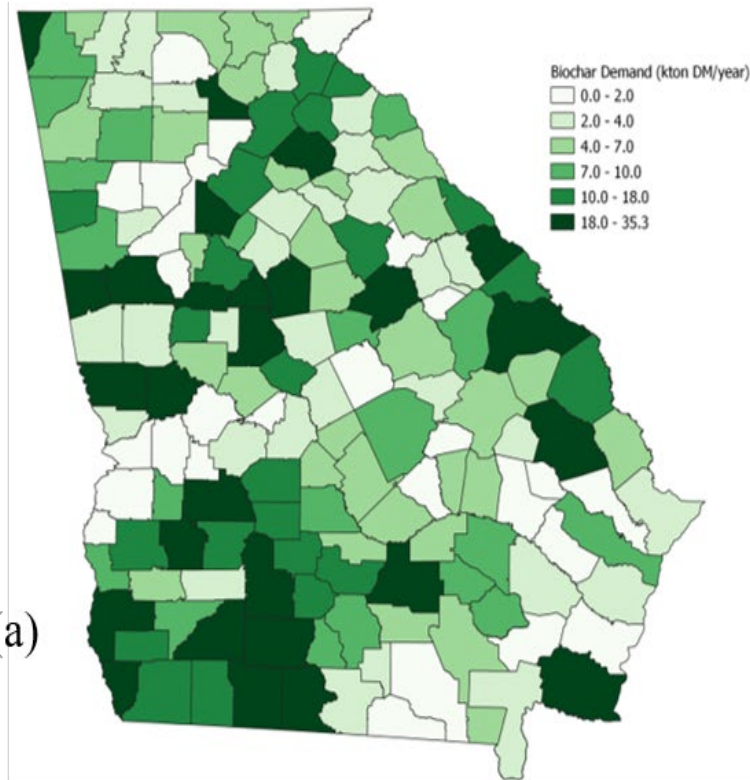 Biochar Demand (kton DM/year)
0.0 - 2.0
2.0 - 4.0
4.0 - 7.0
7.0 - 10.0
10.0 - 18.0
18.0 - 35.3
(a)